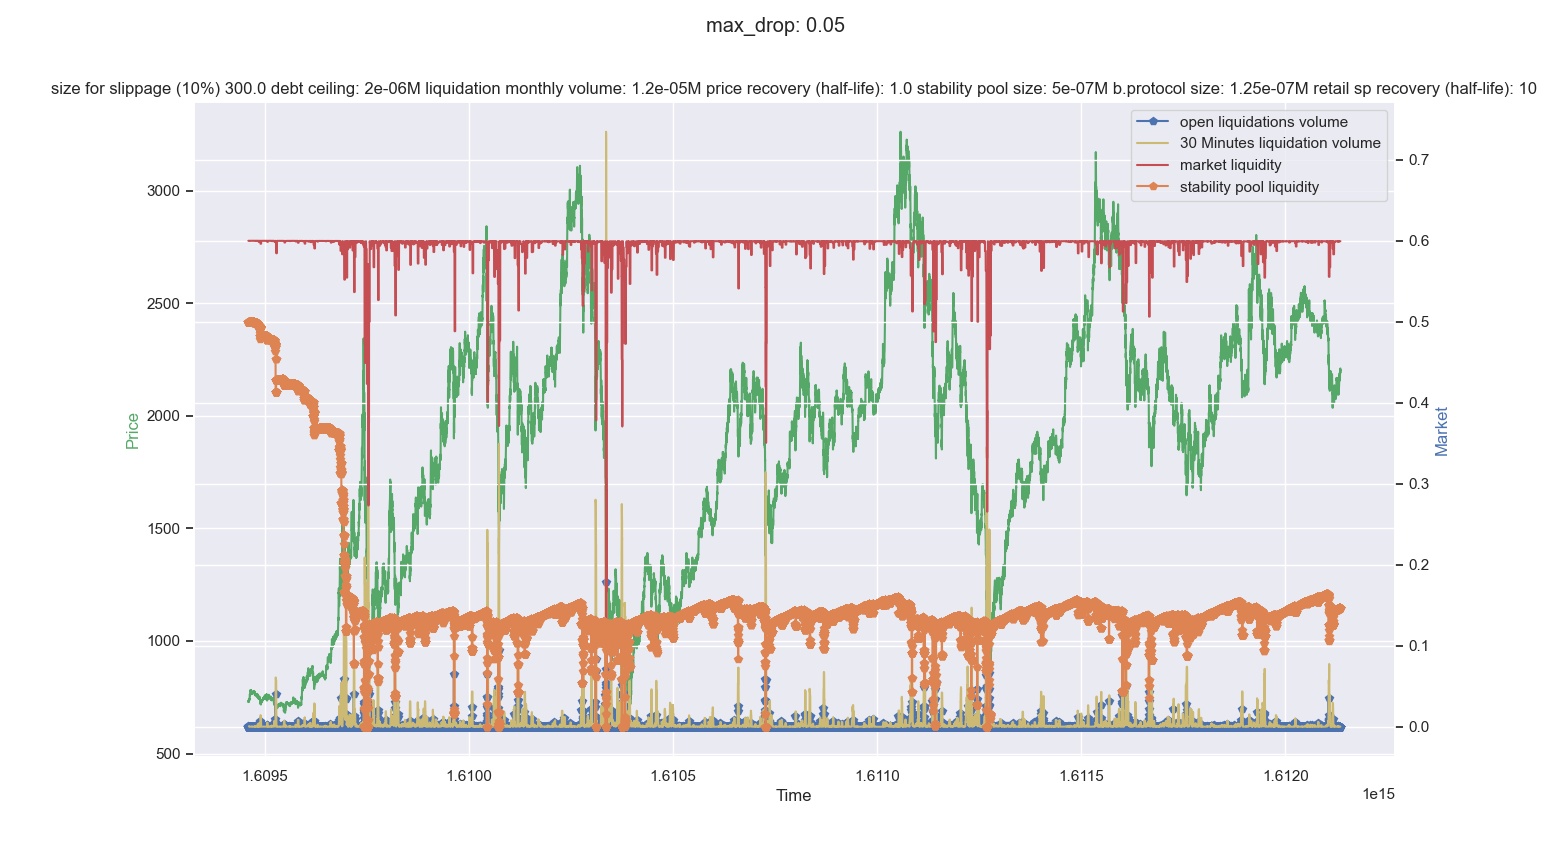 max_drop: 0.05
size for slippage (10%) 300.0 debt ceiling: 2e-06M liquidation monthly volume: 1.2e-05M price recovery (half-life): 1.0 stability pool size: 5e-07M b.protocol size: 1.25e-07M retail sp recovery (half-life): 10
open liquidations volume
30 Minutes liquidation volume
market liquidity
stability pool liquidity
3000
2500
2000
1500
1000
500
Price
0.7
0.6
0.5
0.4
0.3
0.2
0.1
0.0
Market
1.6095 1.6100 1.6105 1.6110 1.6115 1.6120
Time
1e15